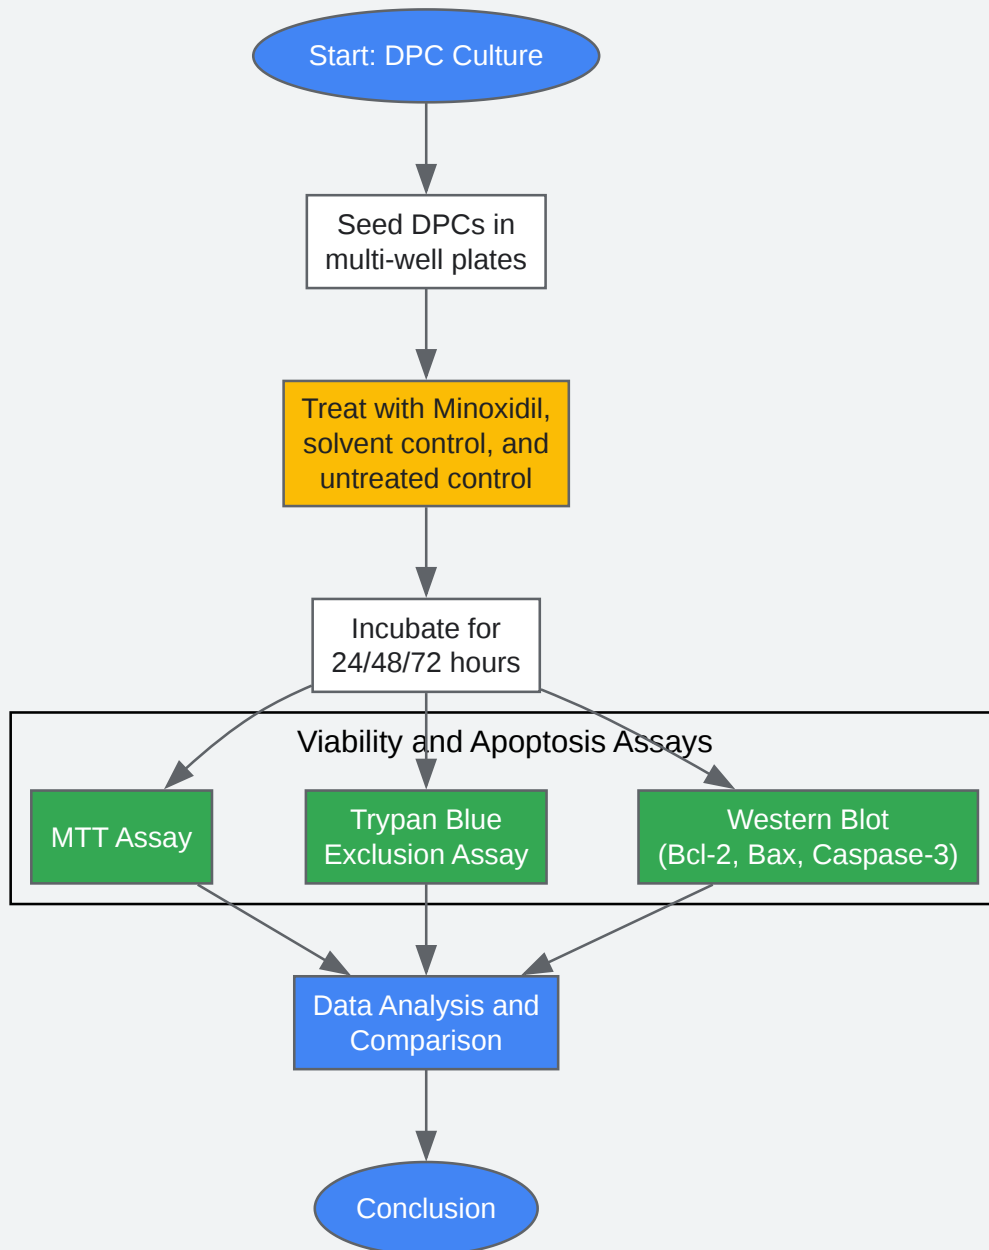 Start: DPC Culture
Seed DPCs in
multi-well plates
Treat with Minoxidil,
solvent control, and
untreated control
Incubate for
24/48/72 hours
Viability and Apoptosis Assays
MTT Assay
Trypan Blue
Exclusion Assay
Western Blot
(Bcl-2, Bax, Caspase-3)
Data Analysis and
Comparison
Conclusion